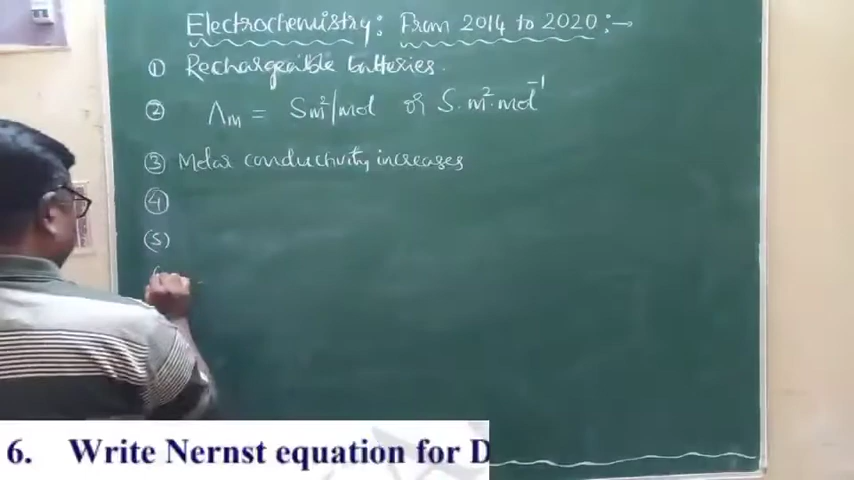 Electrochemistry: From 2014 to 2020 :→
① Rechargeable batteries.
② Λm = Sm²/mol or S·m²·mol⁻¹
③ Molar conductivity increases
④
⑤
6. Write Nernst equation for D